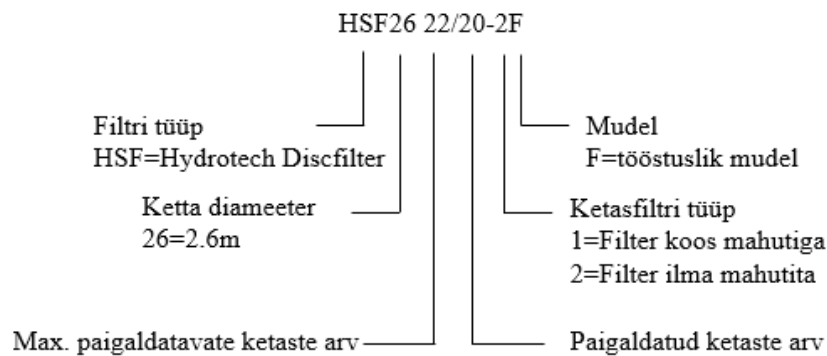 HSF26 22/20-2F
Filtri tüüp
HSF=Hydrotech Discfilter
Mudel
F=tööstuslik mudel
Ketta diameeter
26=2.6m
Ketasfiltri tüüp
1=Filter koos mahutiga
2=Filter ilma mahutita
Max. paigaldatavate ketaste arv
Paigaldatud ketaste arv